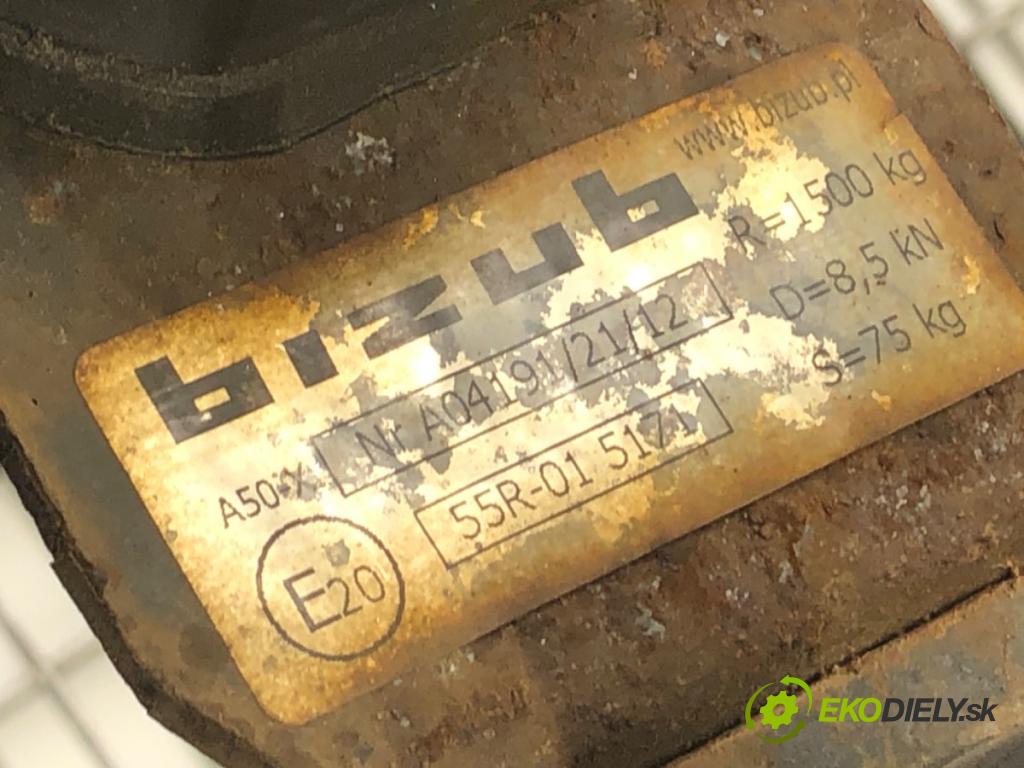 www.bizub.pl
bizub
R=1500 kg
D=8,5 kN
S=75 kg
Nr A04191/21/12
A50-X
55R-01 5171
E20
EKODIELY.sk